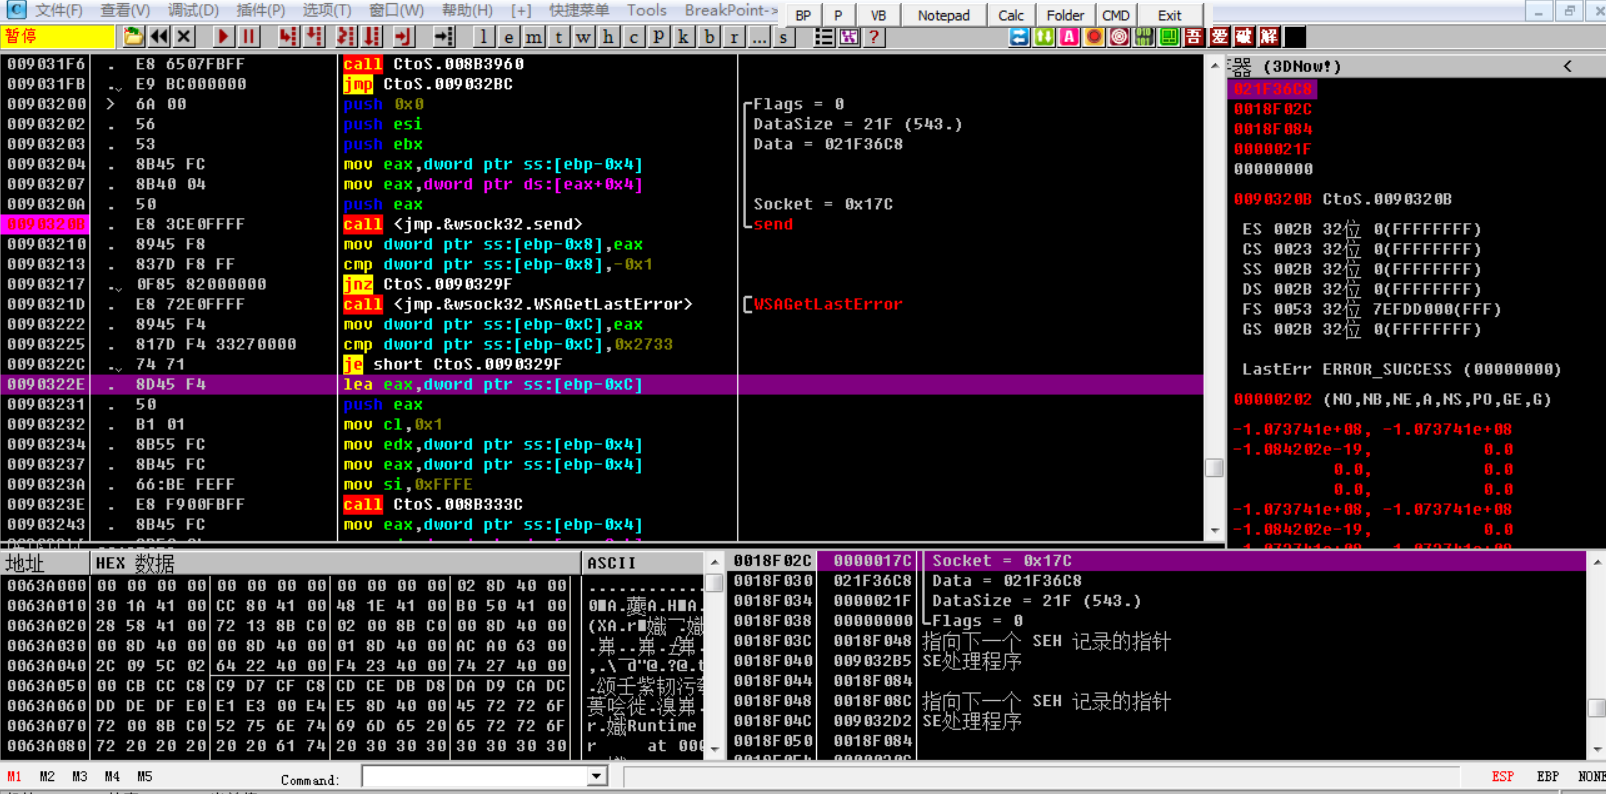 文件(F) 查看(V) 调试(D) 插件(P) 选项(T) 窗口(W) 帮助(H) [+] 快捷菜单 Tools BreakPoint-> BP P VB Notepad Calc Folder CMD Exit
暂停 l e m t w h c P k b r ... s ? 吾 爱 破 解
009031F6 . E8 6507FBFF call CtoS.008B3960
009031FB . E9 BC000000 jmp CtoS.009032BC
00903200 > 6A 00 push 0x0 Flags = 0
00903202 . 56 push esi DataSize = 21F (543.)
00903203 . 53 push ebx Data = 021F36C8
00903204 . 8B45 FC mov eax,dword ptr ss:[ebp-0x4]
00903207 . 8B40 04 mov eax,dword ptr ds:[eax+0x4]
0090320A . 50 push eax Socket = 0x17C
0090320B . E8 3CE0FFFF call <jmp.&wsock32.send> send
00903210 . 8945 F8 mov dword ptr ss:[ebp-0x8],eax
00903213 . 837D F8 FF cmp dword ptr ss:[ebp-0x8],-0x1
00903217 . 0F85 82000000 jnz CtoS.0090329F
0090321D . E8 72E0FFFF call <jmp.&wsock32.WSAGetLastError> WSAGetLastError
00903222 . 8945 F4 mov dword ptr ss:[ebp-0xC],eax
00903225 . 817D F4 33270000 cmp dword ptr ss:[ebp-0xC],0x2733
0090322C . 74 71 je short CtoS.0090329F
0090322E . 8D45 F4 lea eax,dword ptr ss:[ebp-0xC]
00903231 . 50 push eax
00903232 . B1 01 mov cl,0x1
00903234 . 8B55 FC mov edx,dword ptr ss:[ebp-0x4]
00903237 . 8B45 FC mov eax,dword ptr ss:[ebp-0x4]
0090323A . 66:BE FEFF mov si,0xFFFE
0090323E . E8 F900FBFF call CtoS.008B333C
00903243 . 8B45 FC mov eax,dword ptr ss:[ebp-0x4]
器 (3DNow!) <
021F36C8
0018F02C
0018F084
0000021F
00000000
0090320B CtoS.0090320B
ES 002B 32位 0(FFFFFFFF)
CS 0023 32位 0(FFFFFFFF)
SS 002B 32位 0(FFFFFFFF)
DS 002B 32位 0(FFFFFFFF)
FS 0053 32位 7EFDD000(FFF)
GS 002B 32位 0(FFFFFFFF)
LastErr ERROR_SUCCESS (00000000)
00000202 (NO,NB,NE,A,NS,PO,GE,G)
-1.073741e+08, -1.073741e+08
-1.084202e-19, 0.0
0.0, 0.0
0.0, 0.0
-1.073741e+08, -1.073741e+08
-1.084202e-19, 0.0
地址 HEX 数据 ASCII
0063A000 00 00 00 00 00 00 00 00 00 00 00 00 02 8D 40 00
0063A010 30 1A 41 00 CC 80 41 00 48 1E 41 00 B0 50 41 00
0063A020 28 58 41 00 72 13 8B C0 02 00 8B C0 00 8D 40 00
0063A030 00 8D 40 00 00 8D 40 00 01 8D 40 00 AC A0 63 00
0063A040 2C 09 5C 02 64 22 40 00 F4 23 40 00 74 27 40 00
0063A050 00 CB CC C8 C9 D7 CF C8 CD CE DB D8 DA D9 CA DC
0063A060 DD DE DF E0 E1 E3 00 E4 E5 8D 40 00 45 72 72 6F
0063A070 72 00 8B C0 52 75 6E 74 69 6D 65 20 65 72 72 6F r.媸Runtime
0063A080 72 20 20 20 20 20 61 74 20 30 30 30 30 30 30 30 r at 000
0018F02C 0000017C Socket = 0x17C
0018F030 021F36C8 Data = 021F36C8
0018F034 0000021F DataSize = 21F (543.)
0018F038 00000000 Flags = 0
0018F03C 0018F048 指向下一个 SEH 记录的指针
0018F040 009032B5 SE处理程序
0018F044 0018F084
0018F048 0018F08C 指向下一个 SEH 记录的指针
0018F04C 009032D2 SE处理程序
0018F050 0018F084
M1 M2 M3 M4 M5 Command: ESP EBP NONE